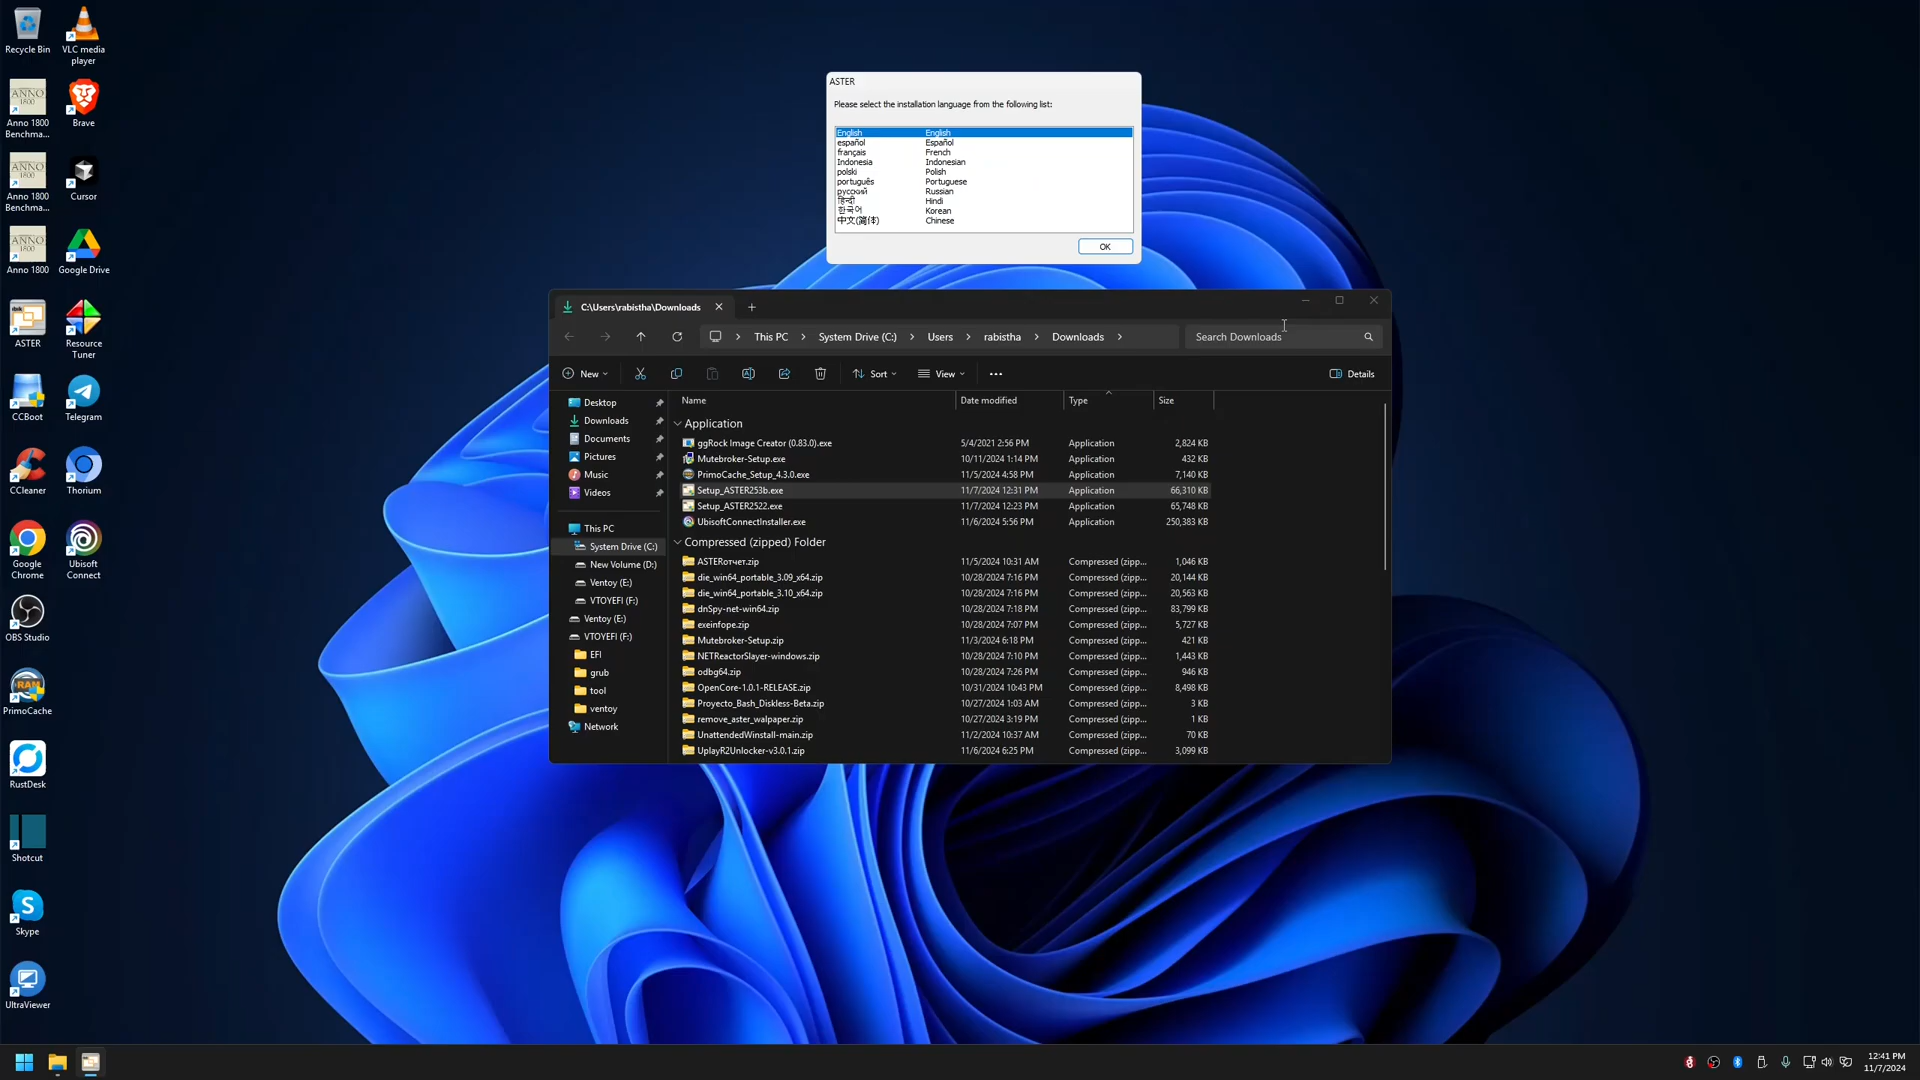 Recycle Bin
VLC media
player
ANNO
1800
Anno 1800
Benchma...
Brave
ANNO
1800
Anno 1800
Benchma...
Cursor
ANNO
1800
Anno 1800
Google Drive
ASTER
Resource
Tuner
CCBoot
Telegram
CCleaner
Thorium
Google
Chrome
Ubisoft
Connect
OBS Studio
RAM
PrimoCache
RustDesk
Shotcut
Skype
UltraViewer
ASTER
Please select the installation language from the following list:
English English
español Español
français French
Indonesia Indonesian
polski Polish
português Portuguese
русский Russian
हिन्दी Hindi
한국어 Korean
中文(简体) Chinese
OK
C:\Users\rabistha\Downloads
This PC > System Drive (C:) > Users > rabistha > Downloads >
Search Downloads
New Sort View ... Details
Desktop
Downloads
Documents
Pictures
Music
Videos
This PC
System Drive (C:)
New Volume (D:)
Ventoy (E:)
VTOYEFI (F:)
Ventoy (E:)
VTOYEFI (F:)
EFI
grub
tool
ventoy
Network
Name Date modified Type Size
Application
ggRock Image Creator (0.83.0).exe 5/4/2021 2:56 PM Application 2,824 KB
Mutebroker-Setup.exe 10/11/2024 1:14 PM Application 432 KB
PrimoCache_Setup_4.3.0.exe 11/5/2024 4:58 PM Application 7,140 KB
Setup_ASTER253b.exe 11/7/2024 12:31 PM Application 66,310 KB
Setup_ASTER2522.exe 11/7/2024 12:23 PM Application 65,748 KB
UbisoftConnectInstaller.exe 11/6/2024 5:56 PM Application 250,383 KB
Compressed (zipped) Folder
ASTERотчет.zip 11/5/2024 10:31 AM Compressed (zipp... 1,046 KB
die_win64_portable_3.09_x64.zip 10/28/2024 7:16 PM Compressed (zipp... 20,144 KB
die_win64_portable_3.10_x64.zip 10/28/2024 7:16 PM Compressed (zipp... 20,563 KB
dnSpy-net-win64.zip 10/28/2024 7:18 PM Compressed (zipp... 83,799 KB
exeinfope.zip 10/28/2024 7:07 PM Compressed (zipp... 5,727 KB
Mutebroker-Setup.zip 11/3/2024 6:18 PM Compressed (zipp... 421 KB
NETReactorSlayer-windows.zip 10/28/2024 7:10 PM Compressed (zipp... 1,443 KB
odbg64.zip 10/28/2024 7:26 PM Compressed (zipp... 946 KB
OpenCore-1.0.1-RELEASE.zip 10/31/2024 10:43 PM Compressed (zipp... 8,498 KB
Proyecto_Bash_Diskless-Beta.zip 10/27/2024 1:03 AM Compressed (zipp... 3 KB
remove_aster_walpaper.zip 10/27/2024 3:19 PM Compressed (zipp... 1 KB
UnattendedWinstall-main.zip 11/2/2024 10:37 AM Compressed (zipp... 70 KB
UplayR2Unlocker-v3.0.1.zip 11/6/2024 6:25 PM Compressed (zipp... 3,099 KB
12:41 PM
11/7/2024